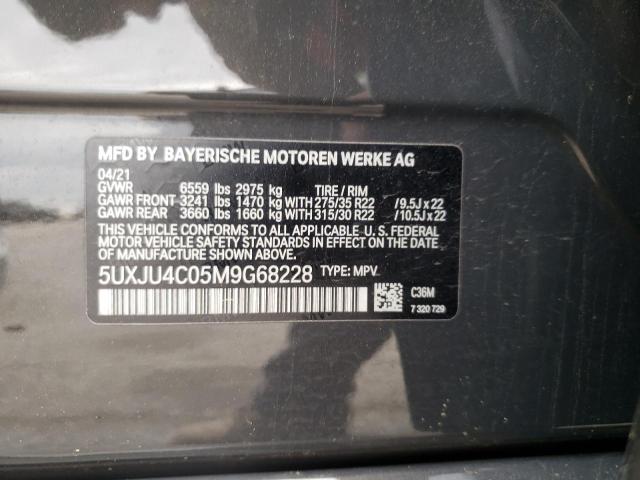 MFD BY BAYERISCHE MOTOREN WERKE AG
04/21
GVWR 6559 lbs 2975 kg TIRE / RIM
GAWR FRONT 3241 lbs 1470 kg WITH 275/35 R22 /9.5J x 22
GAWR REAR 3660 lbs 1660 kg WITH 315/30 R22 /10.5J x 22
THIS VEHICLE CONFORMS TO ALL APPLICABLE U.S. FEDERAL
MOTOR VEHICLE SAFETY STANDARDS IN EFFECT ON THE DATE
OF MANUFACTURE SHOWN ABOVE.
5UXJU4C05M9G68228 TYPE: MPV
C36M
7 320 729